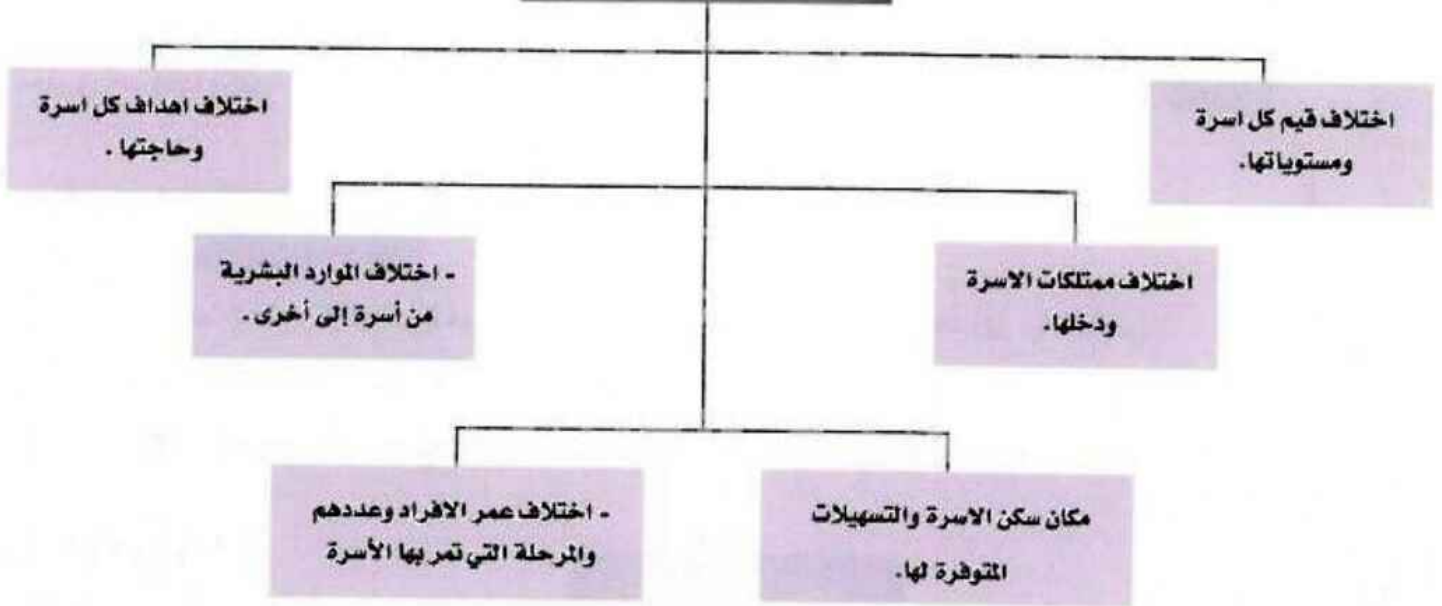 اختلاف قيم كل اسرة
ومستوياتها.
اختلاف اهداف كل اسرة
وحاجتها .
اختلاف ممتلكات الاسرة
ودخلها.
- اختلاف الموارد البشرية
من أسرة إلى أخرى .
مكان سكن الاسرة والتسهيلات
المتوفرة لها.
- اختلاف عمر الافراد وعددهم
والمرحلة التي تمر بها الأسرة